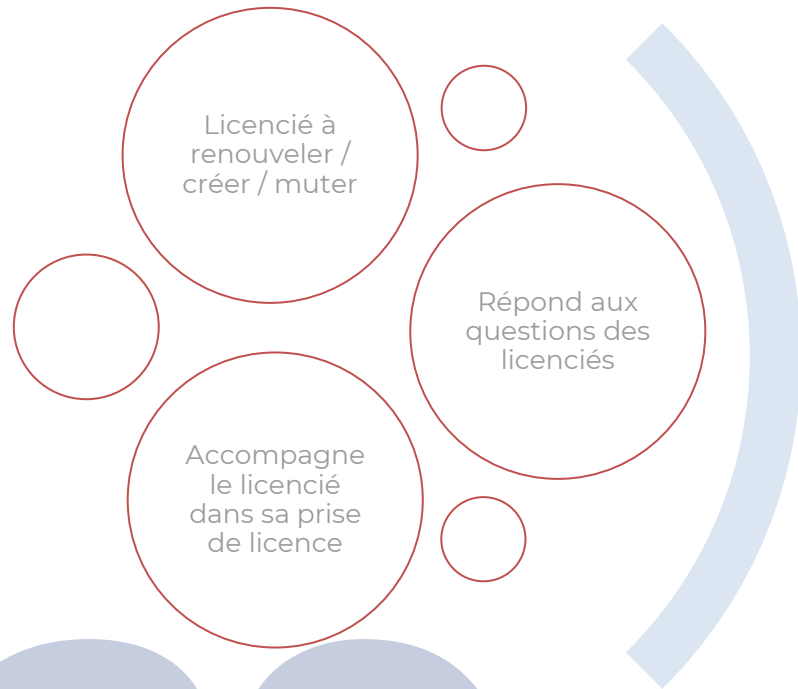 Licencié à
renouveler /
créer / muter
Répond aux
questions des
licenciés
Accompagne
le licencié
dans sa prise
de licence